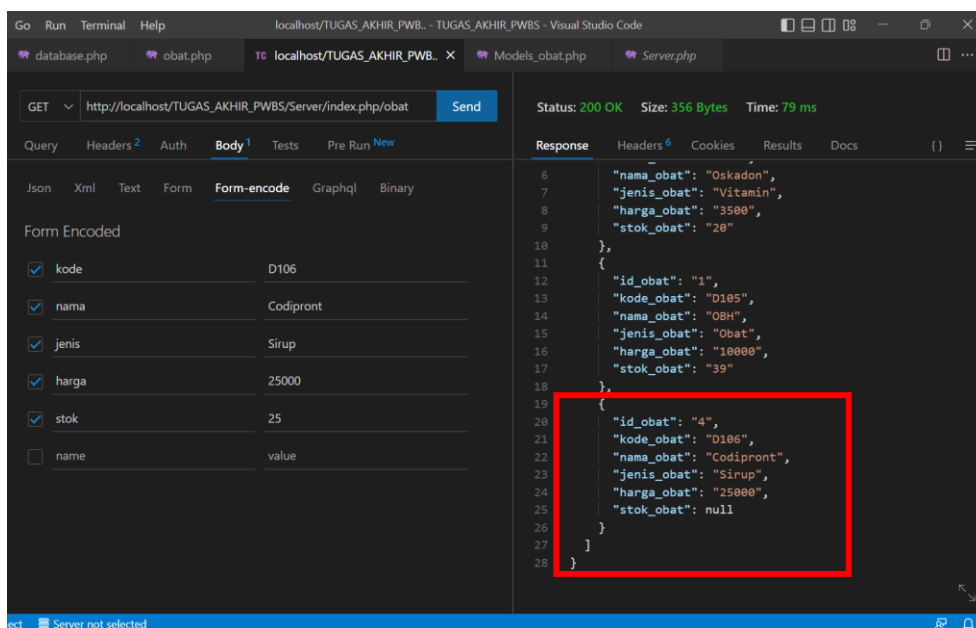 Go Run Terminal Help localhost/TUGAS_AKHIR_PWB.. - TUGAS_AKHIR_PWBS - Visual Studio Code
database.php obat.php TC localhost/TUGAS_AKHIR_PWB.. Models_obat.php Server.php
GET http://localhost/TUGAS_AKHIR_PWBS/Server/index.php/obat Send
Query Headers 2 Auth Body 1 Tests Pre Run New
Json Xml Text Form Form-encode Graphql Binary
Form Encoded
kode D106
nama Codipront
jenis Sirup
harga 25000
stok 25
name value
Status: 200 OK Size: 356 Bytes Time: 79 ms
Response Headers 6 Cookies Results Docs {}
6 "nama_obat": "Oskadon",
7 "jenis_obat": "Vitamin",
8 "harga_obat": "3500",
9 "stok_obat": "20"
10 },
11 {
12 "id_obat": "1",
13 "kode_obat": "D105",
14 "nama_obat": "OBH",
15 "jenis_obat": "Obat",
16 "harga_obat": "10000",
17 "stok_obat": "39"
18 },
19 {
20 "id_obat": "4",
21 "kode_obat": "D106",
22 "nama_obat": "Codipront",
23 "jenis_obat": "Sirup",
24 "harga_obat": "25000",
25 "stok_obat": null
26 }
27 ]
28 }
ect Server not selected